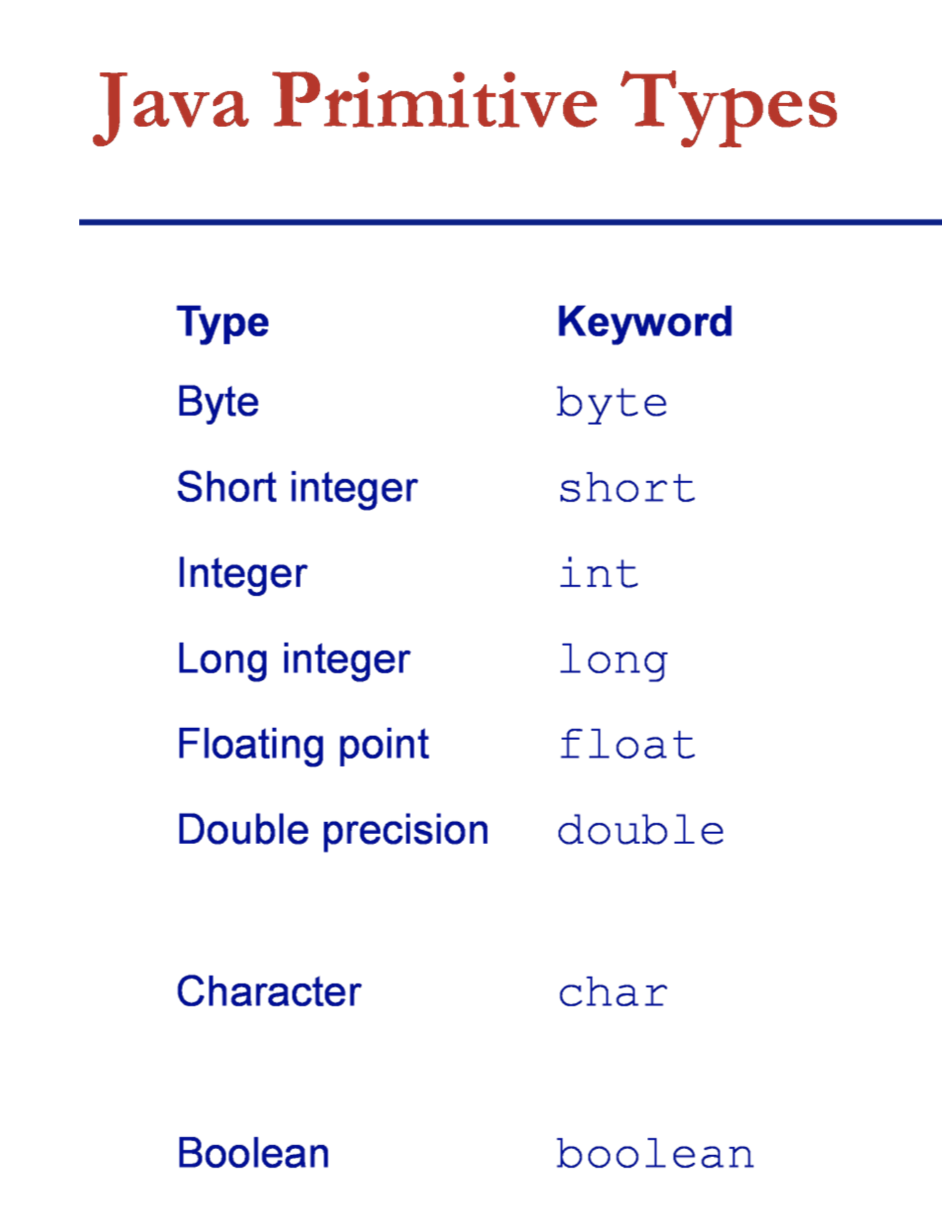 Java Primitive Types
Type Keyword
Byte byte
Short integer short
Integer int
Long integer long
Floating point float
Double precision double
Character char
Boolean boolean